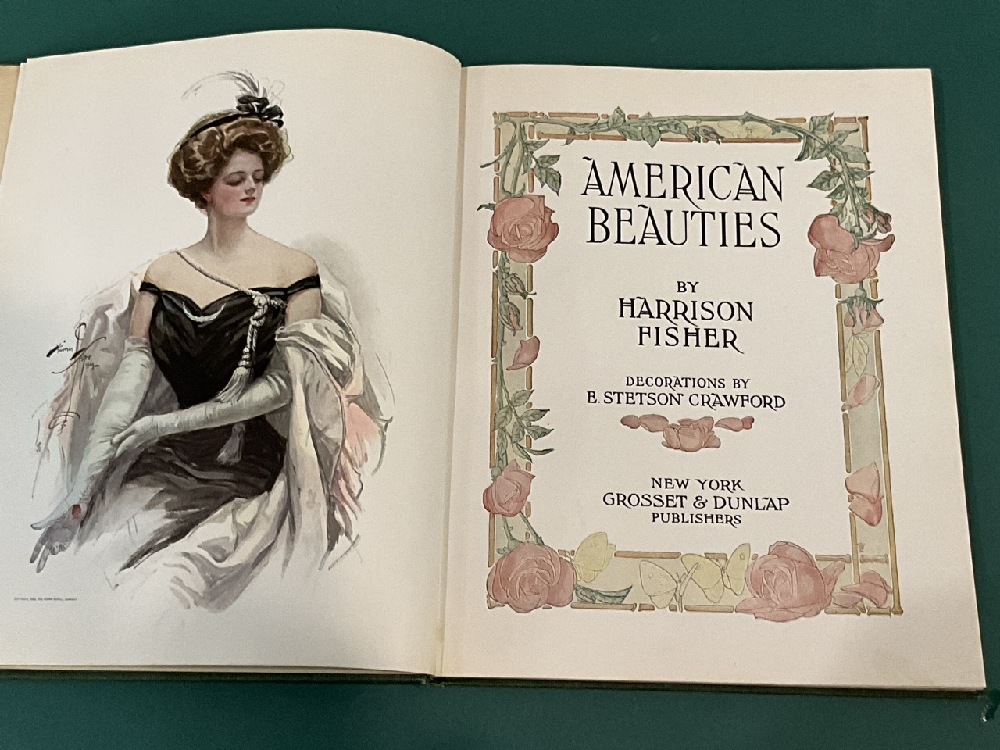 AMERICAN
BEAUTIES
BY
HARRISON
FISHER
DECORATIONS BY
E. STETSON CRAWFORD
NEW YORK
GROSSET & DUNLAP
PUBLISHERS